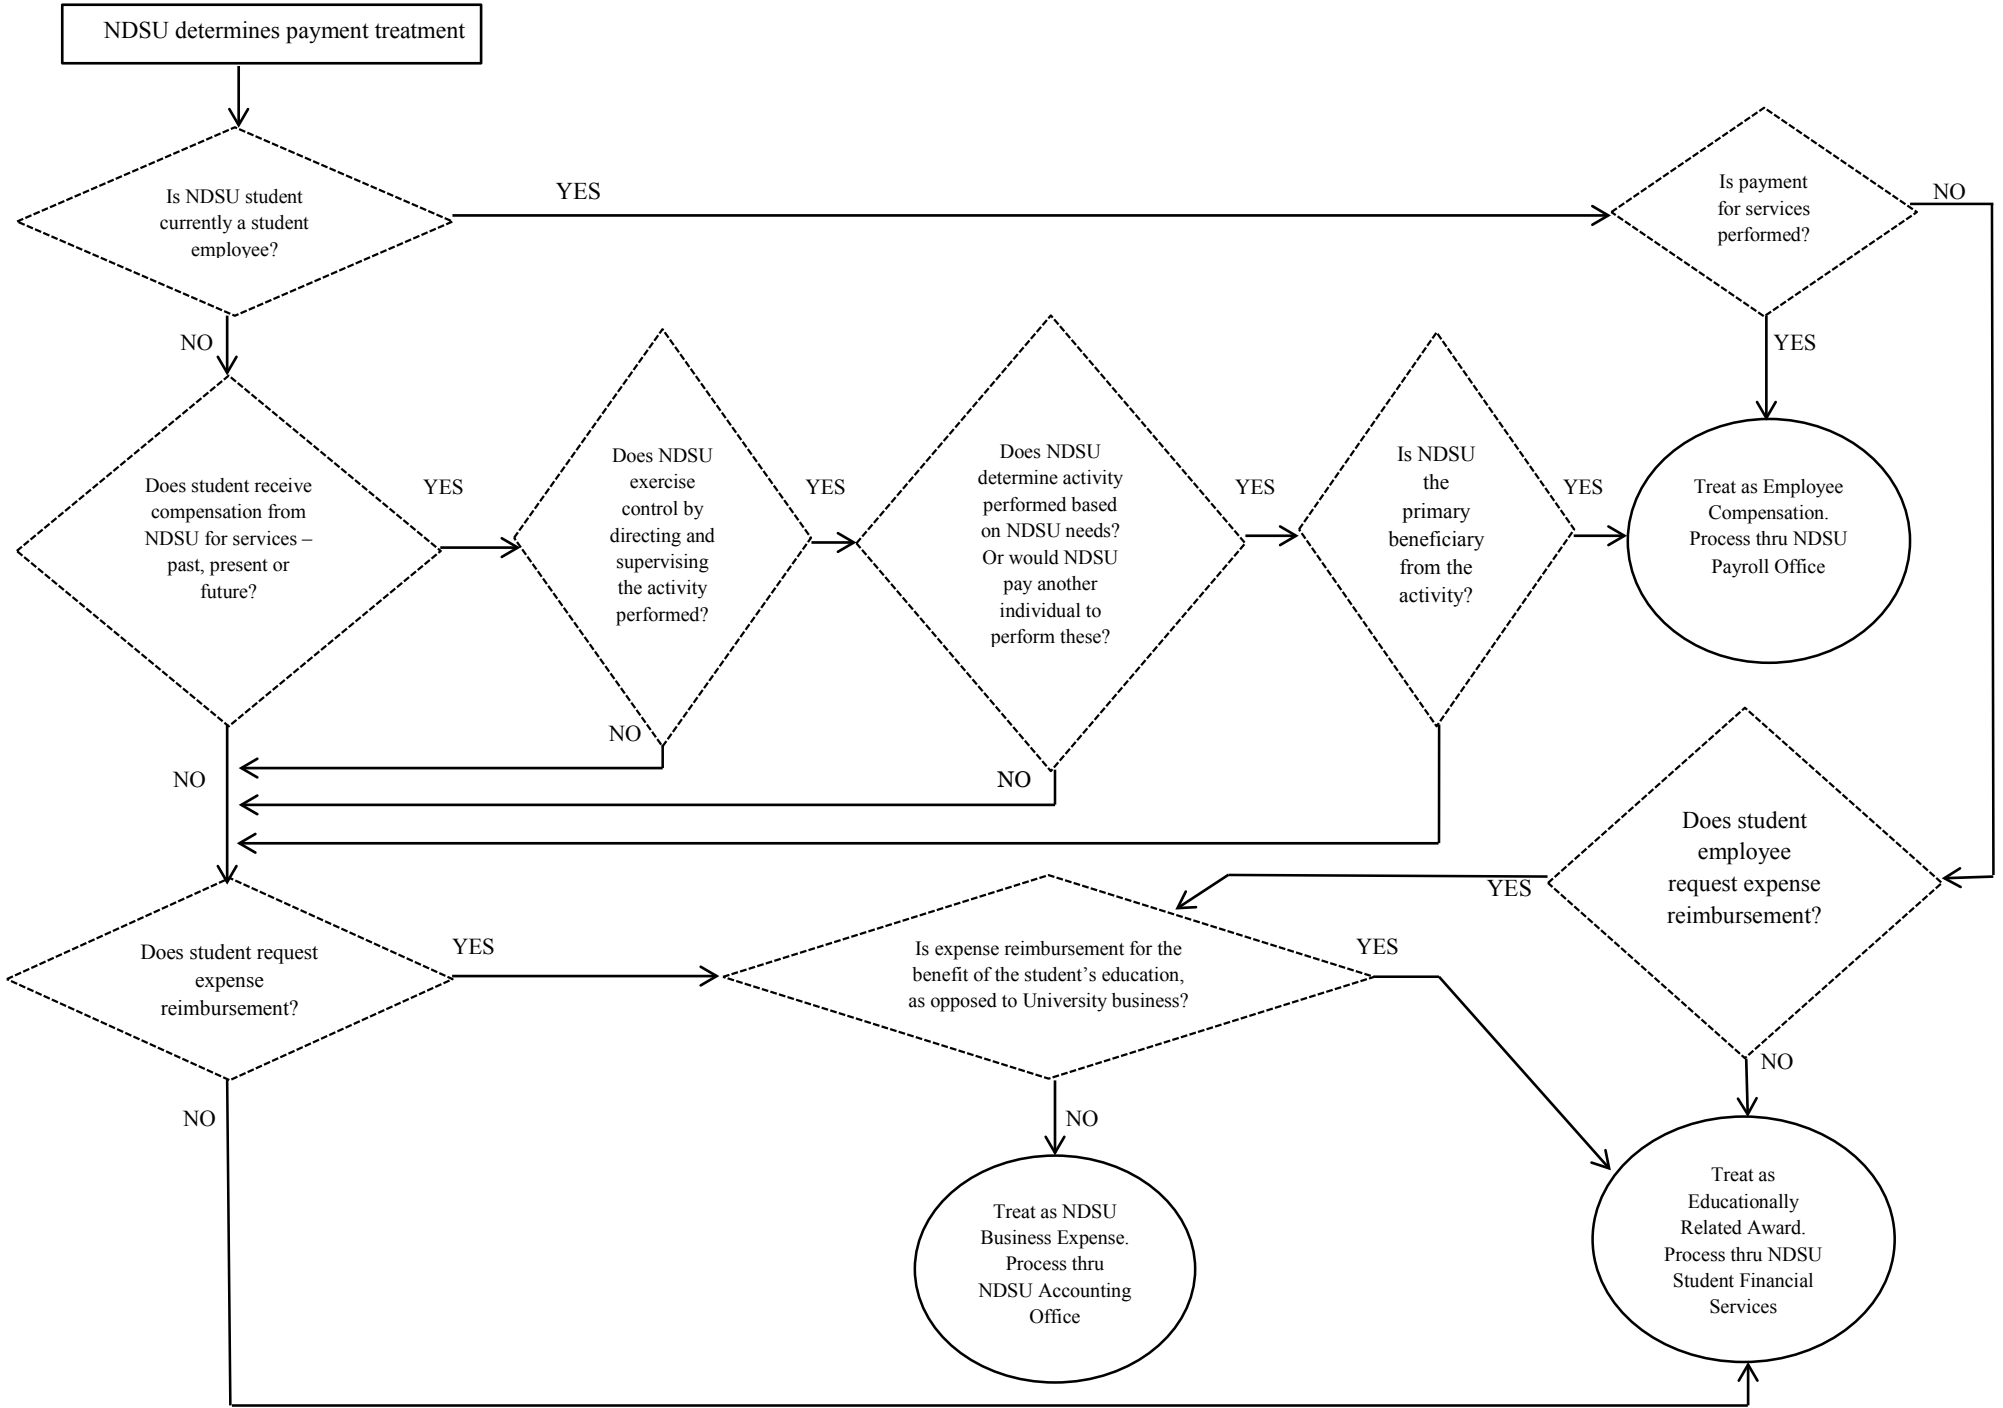 NDSU determines payment treatment
Is NDSU student
currently a student
employee?
YES
Is payment
for services
performed?
NO
NO
YES
Does student receive
compensation from
NDSU for services –
past, present or
future?
YES
Does NDSU
exercise
control by
directing and
supervising
the activity
performed?
YES
Does NDSU
determine activity
performed based
on NDSU needs?
Or would NDSU
pay another
individual to
perform these?
YES
Is NDSU
the
primary
beneficiary
from the
activity?
YES
Treat as Employee
Compensation.
Process thru NDSU
Payroll Office
NO
NO
NO
Does student
employee
request expense
reimbursement?
YES
Does student request
expense
reimbursement?
YES
Is expense reimbursement for the
benefit of the student’s education,
as opposed to University business?
YES
NO
NO
NO
Treat as NDSU
Business Expense.
Process thru
NDSU Accounting
Office
Treat as
Educationally
Related Award.
Process thru NDSU
Student Financial
Services